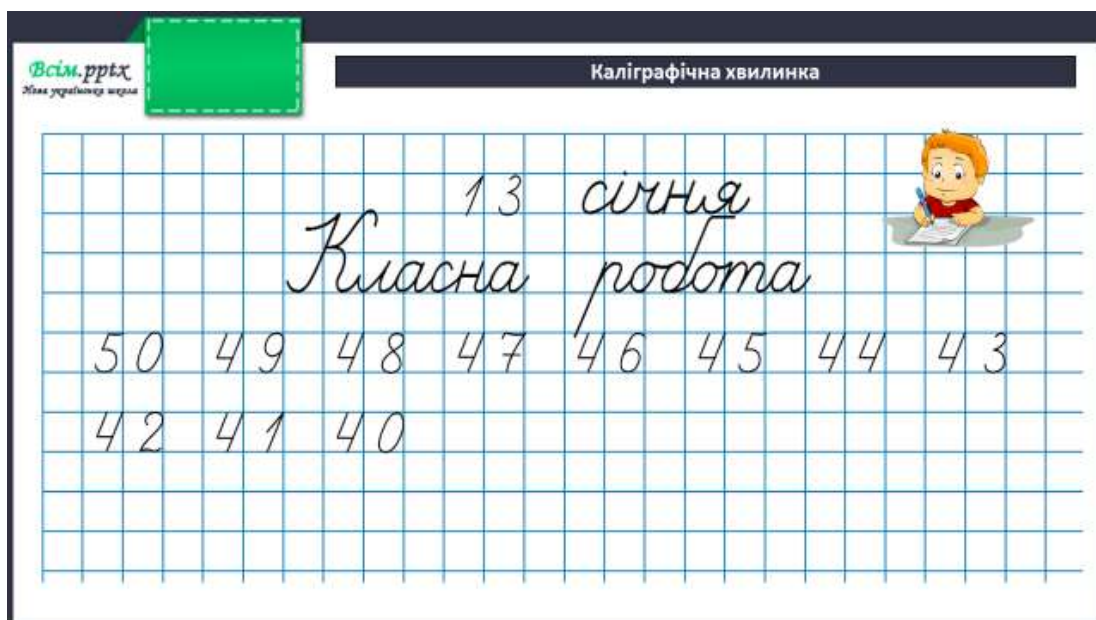 Всім.pptx
Нова українська школа
Каліграфічна хвилинка
13 січня
Класна робота
50 49 48 47 46 45 44 43
42 41 40